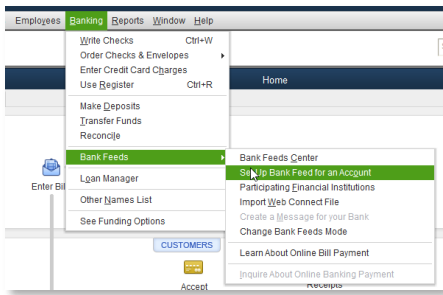 Employees Banking Reports Window Help
Write Checks Ctrl+W
Order Checks & Envelopes
Enter Credit Card Charges
Use Register Ctrl+R
Home
Make Deposits
Transfer Funds
Reconcile
Bank Feeds
Bank Feeds Center
Set Up Bank Feed for an Account
Participating Financial Institutions
Import Web Connect File
Create a Message for your Bank
Change Bank Feeds Mode
Learn About Online Bill Payment
Inquire About Online Banking Payment
Loan Manager
Other Names List
See Funding Options
Enter Bil
CUSTOMERS
Accept
Receipts